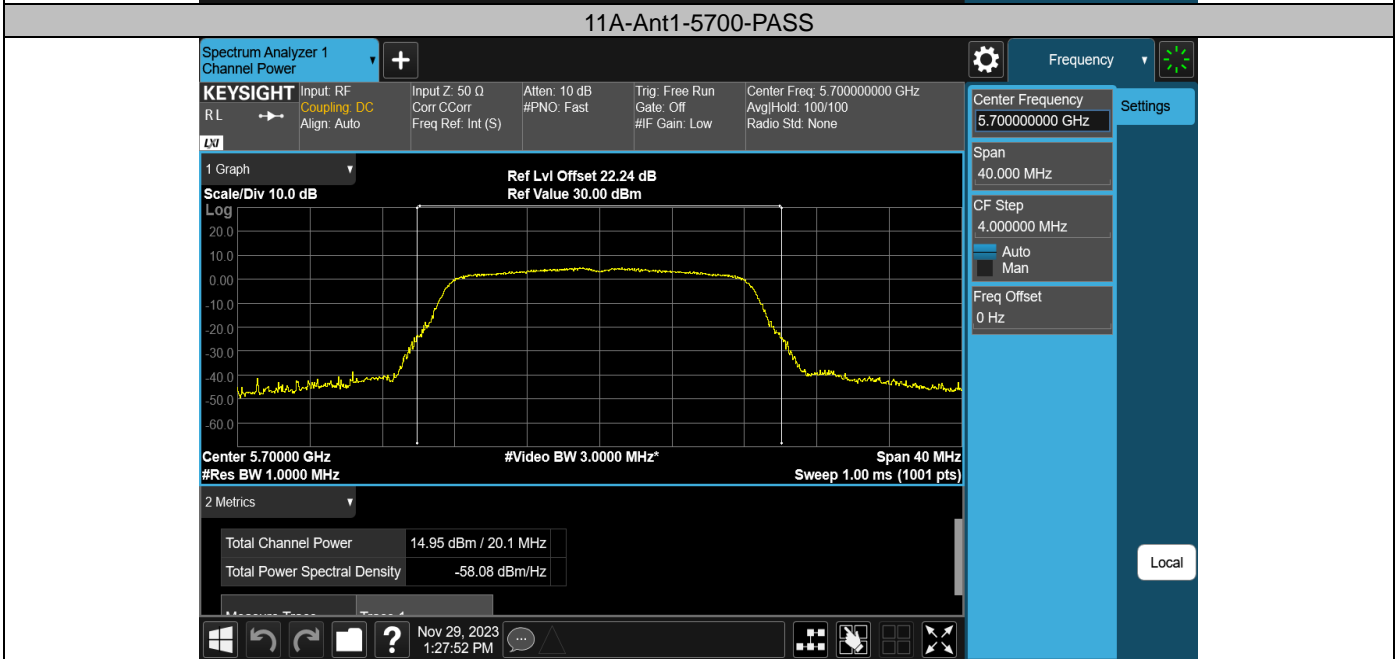 11A-Ant1-5700-PASS
Spectrum Analyzer 1
Channel Power
+
Frequency
KEYSIGHT
RL
LXI
Input: RF
Coupling: DC
Align: Auto
Input Z: 50 Ω
Corr CCorr
Freq Ref: Int (S)
Atten: 10 dB
#PNO: Fast
Trig: Free Run
Gate: Off
#IF Gain: Low
Center Freq: 5.700000000 GHz
Avg|Hold: 100/100
Radio Std: None
Center Frequency
5.700000000 GHz
Settings
Span
40.000 MHz
CF Step
4.000000 MHz
Auto
Man
Freq Offset
0 Hz
1 Graph
Scale/Div 10.0 dB
Ref Lvl Offset 22.24 dB
Ref Value 30.00 dBm
Log
20.0
10.0
0.00
-10.0
-20.0
-30.0
-40.0
-50.0
-60.0
Center 5.70000 GHz
#Video BW 3.0000 MHz*
Span 40 MHz
#Res BW 1.0000 MHz
Sweep 1.00 ms (1001 pts)
2 Metrics
Total Channel Power 14.95 dBm / 20.1 MHz
Total Power Spectral Density -58.08 dBm/Hz
Measure Trace Trace 1
Local
?
Nov 29, 2023
1:27:52 PM